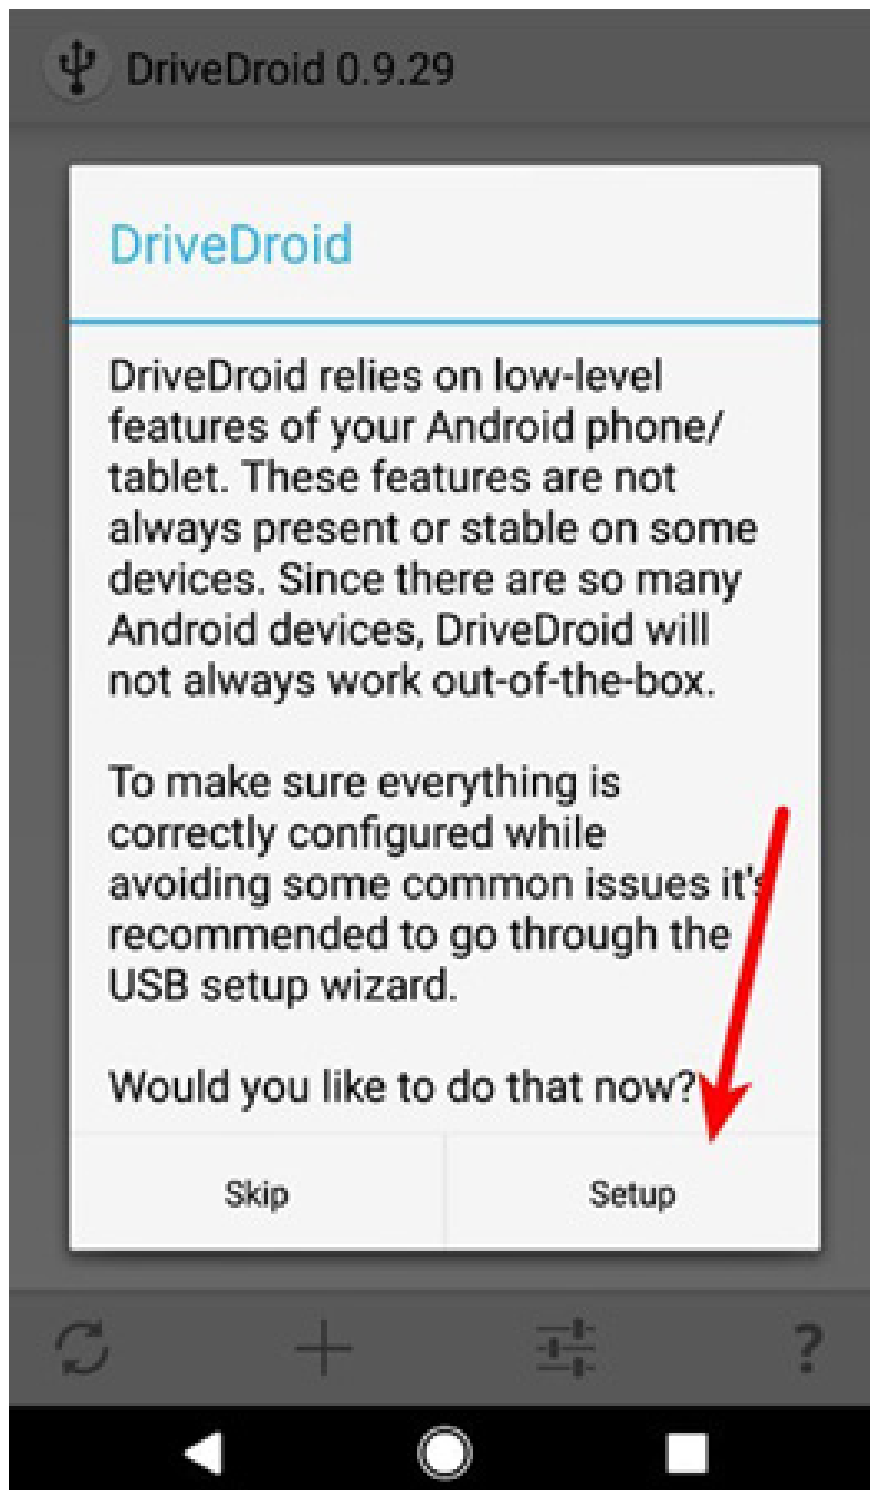 DriveDroid 0.9.29
DriveDroid
DriveDroid relies on low-level
features of your Android phone/
tablet. These features are not
always present or stable on some
devices. Since there are so many
Android devices, DriveDroid will
not always work out-of-the-box.
To make sure everything is
correctly configured while
avoiding some common issues it's
recommended to go through the
USB setup wizard.
Would you like to do that now?
Skip
Setup
?